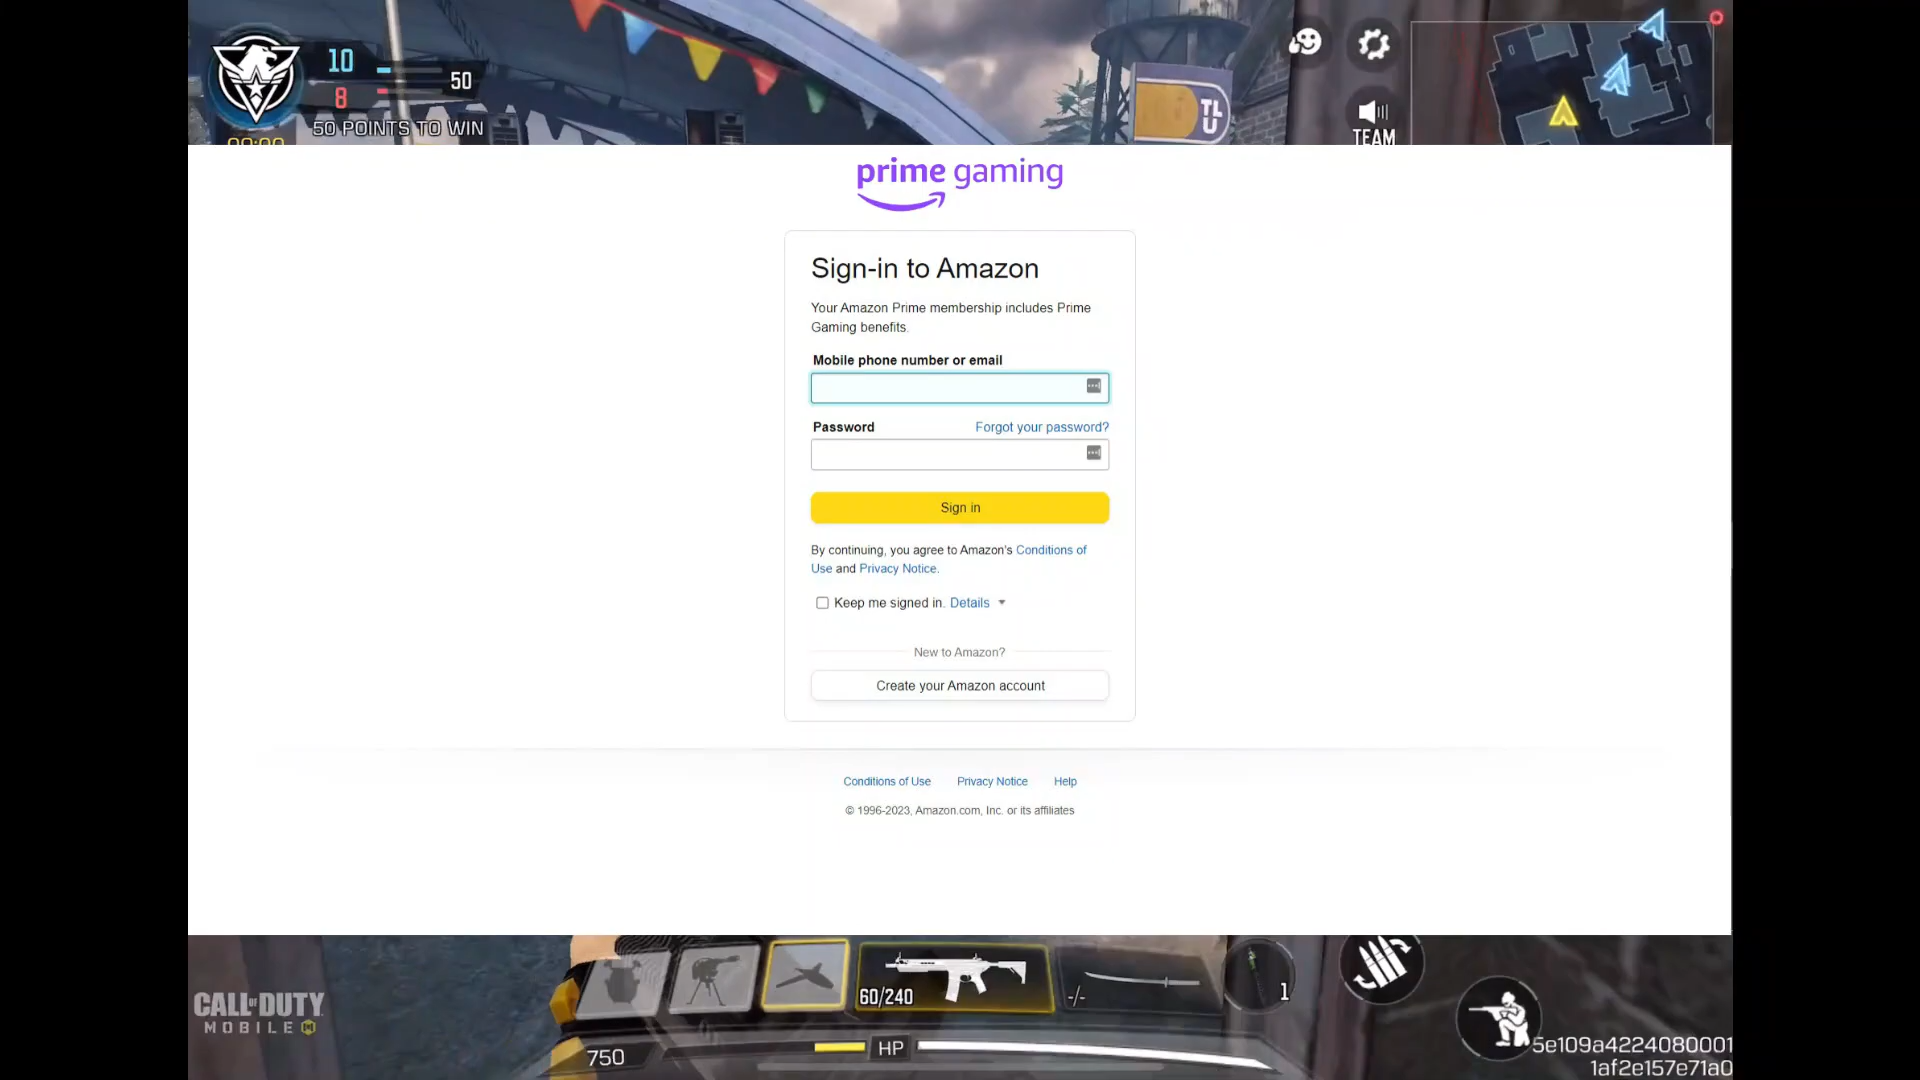 10
8
50
50 POINTS TO WIN
TEAM
prime gaming
Sign-in to Amazon
Your Amazon Prime membership includes Prime
Gaming benefits.
Mobile phone number or email
Password
Forgot your password?
Sign in
By continuing, you agree to Amazon's Conditions of
Use and Privacy Notice.
Keep me signed in. Details
New to Amazon?
Create your Amazon account
Conditions of Use
Privacy Notice
Help
© 1996-2023, Amazon.com, Inc. or its affiliates
60/240
-/-
1
CALL OF DUTY
MOBILE
750
HP
5e109a4224080001
1af2e157e71a0